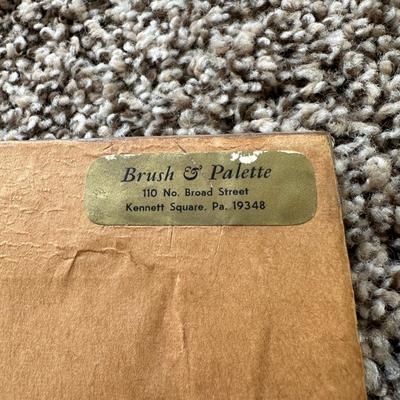 Brush & Palette
110 No. Broad Street
Kennett Square. Pa. 19348